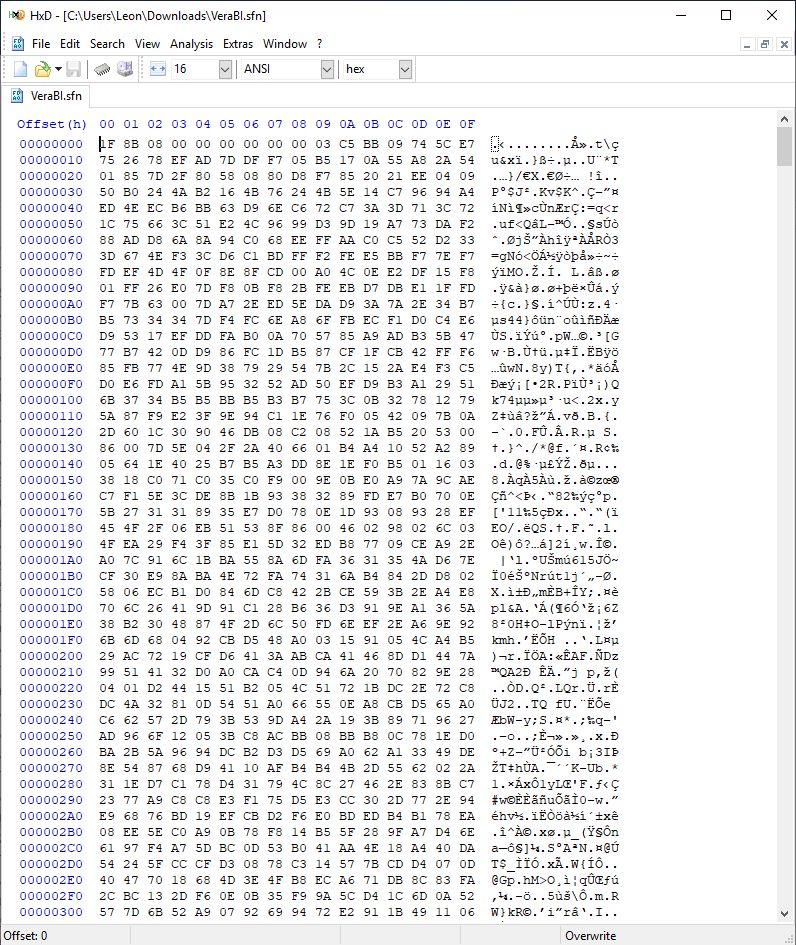 HxD - [C:\Users\Leon\Downloads\VeraBI.sfn]
File Edit Search View Analysis Extras Window ?
16 ANSI hex
VeraBI.sfn
Offset(h) 00 01 02 03 04 05 06 07 08 09 0A 0B 0C 0D 0E 0F
00000000 1F 8B 08 00 00 00 00 00 00 03 C5 BB 09 74 5C E7 .‹........Å».t\ç
00000010 75 26 78 EF AD 7D DF F7 05 B5 17 0A 55 A8 2A 54 u&xï.}ß÷.µ..U¨*T
00000020 01 85 7D 2F 80 58 08 80 D8 F7 85 20 21 EE 04 09 .…}/€X.€Ø÷… !î..
00000030 50 B0 24 4A B2 16 4B 76 24 4B 5E 14 C7 96 94 A4 P°$J².Kv$K^.Ç–”¤
00000040 ED 4E EC B6 BB 63 D9 6E C6 72 C7 3A 3D 71 3C 72 íNì¶»cÙnÆrÇ:=q<r
00000050 1C 75 66 3C 51 E2 4C 96 99 D3 9D 19 A7 73 DA F2 .uf<QâL–™Ó..§sÚò
00000060 88 AD D8 6A 8A 94 C0 68 EE FF AA C0 C5 52 D2 33 ˆ.ØjŠ”ÀhîÿªÀÅRÒ3
00000070 3D 67 4E F3 3C D6 C1 BD FF F2 FE E5 BB F7 7E F7 =gNó<ÖÁ½ÿòþå»÷~÷
00000080 FD EF 4D 4F 0F 8E 8F CD 00 A0 4C 0E E2 DF 15 F8 ýïMO.Ž.Í. L.âß.ø
00000090 01 FF 26 E0 07 DF F8 0B F8 2B FE EB D7 DB E1 11 FF FD
000000A0 F7 7B 63 00 7D A7 2E ED 5E DA D9 3A 7A 2E 34 B7 ÷{c.}§.í^ÚÙ:z.4·
000000B0 B5 73 34 34 7D F4 FC 6E A8 6F FB EC F1 D0 C4 E6 µs44}ôün¨oûìñÐÄæ
000000C0 D9 53 17 EF DD FA B0 0A 70 57 85 A9 AD B3 5B 47 ÙS.ïÝú°.pW…©.³[G
000000D0 77 B7 42 0D D9 86 FC 1D B5 87 CF 1F CB 42 FF F6 w·B.Ù†ü.µ‡Ï.ËBÿö
000000E0 85 FB 77 4E 9D 38 79 29 54 7B 2C 15 2A E4 F3 C5 …ûwN.8y)T{,.*äóÅ
000000F0 D0 E6 FD A1 5B 95 32 52 AD 50 EF D9 B3 A1 29 51 Ðæý¡[•2R.PïÙ³¡)Q
00000100 6B 37 34 B5 B5 BB B5 B3 B7 75 3C 0B 32 78 12 79 k74µµ»µ³·u<.2x.y
00000110 5A 87 F9 E2 3F 9E 94 C1 1E 76 F0 05 42 09 7B 0A Z‡ùâ?ž”Á.vð.B.{.
00000120 2D 60 1C 30 90 46 DB 08 C2 08 52 1A B5 20 53 00 -`.0.FÛ.Â.R.µ S.
00000130 86 00 7D 5E 04 2F 2A 40 66 01 B4 A4 10 52 A2 89 †.}^./*@f.´¤.R¢‰
00000140 05 64 1E 40 25 B7 B5 A3 DD 8E 1E F0 B5 01 16 03 .d.@%·µ£ÝŽ.ðµ...
00000150 38 18 C0 71 C0 35 C0 F9 00 9E 0B E0 A9 7A 9C AE 8.ÀqÀ5Àù.ž.à©zœ®
00000160 C7 F1 5E 3C DE 8B 1B 93 38 32 89 FD E7 B0 70 0E Çñ^<Þ‹.“82‰ýç°p.
00000170 5B 27 31 31 89 35 E7 D0 78 0E 1D 93 08 93 28 EF ['11‰5çÐx..“.“(ï
00000180 45 4F 2F 06 EB 51 53 8F 86 00 46 02 98 02 6C 03 EO/.ëQS.†.F.˜.l.
00000190 4F EA 29 F4 3F 85 E1 5D 32 ED B8 77 09 CE A9 2E Oê)ô?…á]2í¸w.Î©.
000001A0 A0 7C 91 6C 1B BA 55 8A 6D FA 36 31 35 4A D6 7E  |‘l.ºUŠmú615JÖ~
000001B0 CF 30 E9 8A BA 4E 72 FA 74 31 6A B4 84 2D D8 02 Ï0éŠºNrút1j´„-Ø.
000001C0 58 06 EC B1 D0 84 6D C8 42 2B CE 59 3B 2E A4 E8 X.ì±Ð„mÈB+ÎY;.¤è
000001D0 70 6C 26 41 9D 91 C1 28 B6 36 D3 91 9E A1 36 5A pl&A.‘Á(¶6Ó‘ž¡6Z
000001E0 38 B2 30 48 87 4F 2D 6C 50 FD 6E EF 2E A6 9E 92 8²0H‡O-lPýnï.¦ž’
000001F0 6B 6D 68 04 92 CB D5 48 A0 03 15 91 05 4C A4 B5 kmh.’ËÕH ..‘.L¤µ
00000200 29 AC 72 19 CF D6 41 3A AB CA 41 46 8D D1 44 7A )¬r.ÏÖA:«ÊAF.ÑDz
00000210 99 51 41 32 D0 A0 CA C4 0D 94 6A 20 70 82 9E 28 ™QA2Ð ÊÄ.”j p‚ž(
00000220 04 01 D2 44 15 51 B2 05 4C 51 72 1B DC 2E 72 C8 ..ÒD.Q².LQr.Ü.rÈ
00000230 DC 4A 32 81 0D 54 51 A0 66 55 0E A8 CB D5 65 A0 ÜJ2..TQ fU.¨ËÕe
00000240 C6 62 57 2D 79 3B 53 9D A4 2A 19 3B 89 71 96 27 ÆbW-y;S.¤*.;‰q–'
00000250 AD 96 6F 12 05 3B C8 AC BB 08 BB B8 0C 78 1E D0 .–o..;È¬».»¸.x.Ð
00000260 BA 2B 5A 96 94 DC B2 D3 D5 69 A0 62 A1 33 49 DE º+Z–”Ü²ÓÕi b¡3IÞ
00000270 8E 54 87 68 D9 41 10 AF B4 B4 4B 2D 55 62 02 2A ŽT‡hÙA.¯´´K-Ub.*
00000280 31 1E D7 C1 78 D4 31 79 4C 8C 27 46 2E 83 8B C7 1.×ÁxÔ1yLŒ'F.ƒ‹Ç
00000290 23 77 A9 C8 C8 E3 F1 75 D5 E3 CC 30 2D 77 2E 94 #w©ÈÈãñuÕãÌ0-w.”
000002A0 E9 68 76 BD 19 EF CB D2 F6 E0 BD ED B4 B1 78 EA éhv½.ïËÒöà½í´±xê
000002B0 08 EE 5E C0 A9 0B 78 F8 14 B5 5F 28 9F A7 D4 6E .î^À©.xø.µ_(Ÿ§Ôn
000002C0 61 97 F4 A7 5D BC 0D 53 B0 41 AA 4E 18 A4 40 DA a—ô§]¼.S°AªN.¤@Ú
000002D0 54 24 5F CC CF D3 08 78 C3 14 57 7B CD D4 07 0D T$_ÌÏÓ.xÃ.W{ÍÔ..
000002E0 40 47 70 18 68 4D 3E 4F B8 EC A6 71 DB 8C 83 FA @Gp.hM>O¸ì¦qÛŒƒú
000002F0 2C BC 13 2D F6 0E 0B 35 F9 9A 5C D4 1C 6D 0A 52 ,¼.-ö..5ùš\Ô.m.R
00000300 57 7D 6B 52 A9 07 92 69 94 72 E2 91 1B 49 11 06 W}kR©.’i”râ‘.I..
Offset: 0 Overwrite